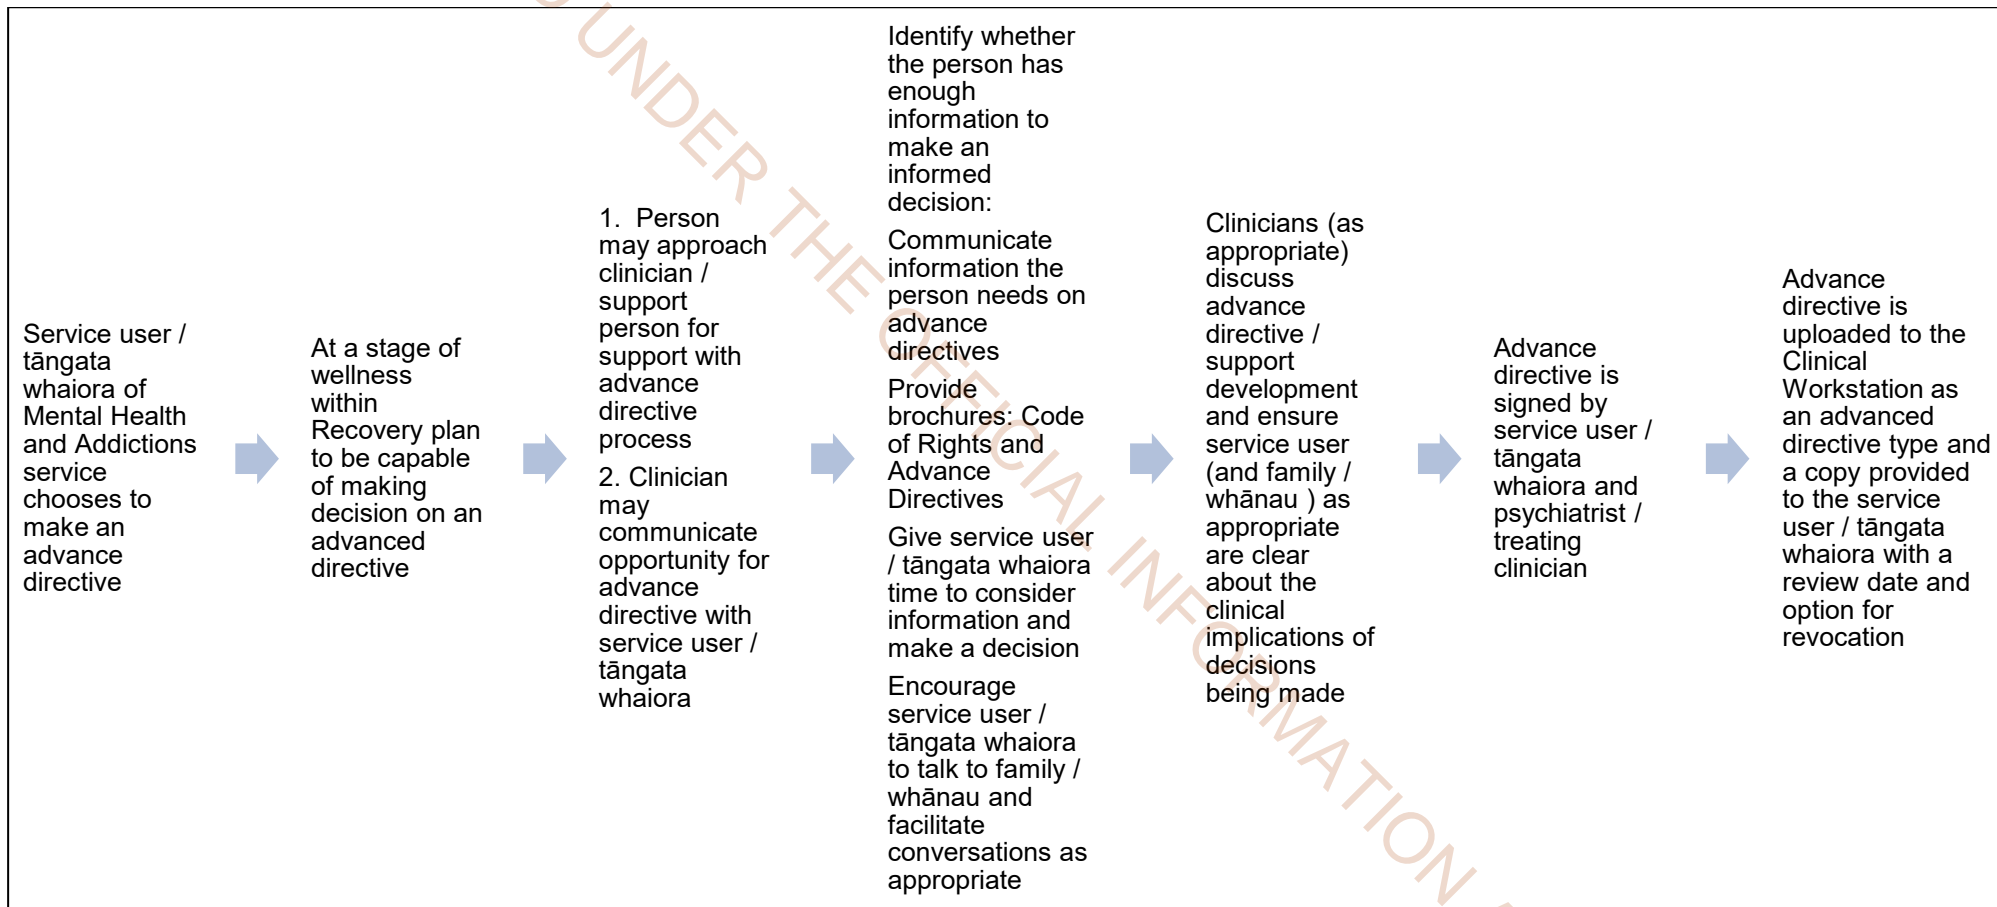 Service user /
tāngata
whaiora of
Mental Health
and Addictions
service
chooses to
make an
advance
directive
At a stage of
wellness
within
Recovery plan
to be capable
of making
decision on an
advanced
directive
1. Person
may approach
clinician /
support
person for
support with
advance
directive
process
2. Clinician
may
communicate
opportunity for
advance
directive with
service user /
tāngata
whaiora
Identify whether
the person has
enough
information to
make an
informed
decision:
Communicate
information the
person needs on
advance
directives
Provide
brochures: Code
of Rights and
Advance
Directives
Give service user
/ tāngata whaiora
time to consider
information and
make a decision
Encourage
service user /
tāngata whaiora
to talk to family /
whānau and
facilitate
conversations as
appropriate
Clinicians (as
appropriate)
discuss
advance
directive /
support
development
and ensure
service user
(and family /
whānau ) as
appropriate
are clear
about the
clinical
implications of
decisions
being made
Advance
directive is
signed by
service user /
tāngata
whaiora and
psychiatrist /
treating
clinician
Advance
directive is
uploaded to the
Clinical
Workstation as
an advanced
directive type and
a copy provided
to the service
user / tāngata
whaiora with a
review date and
option for
revocation
UNDER THE OFFICIAL INFORMATION